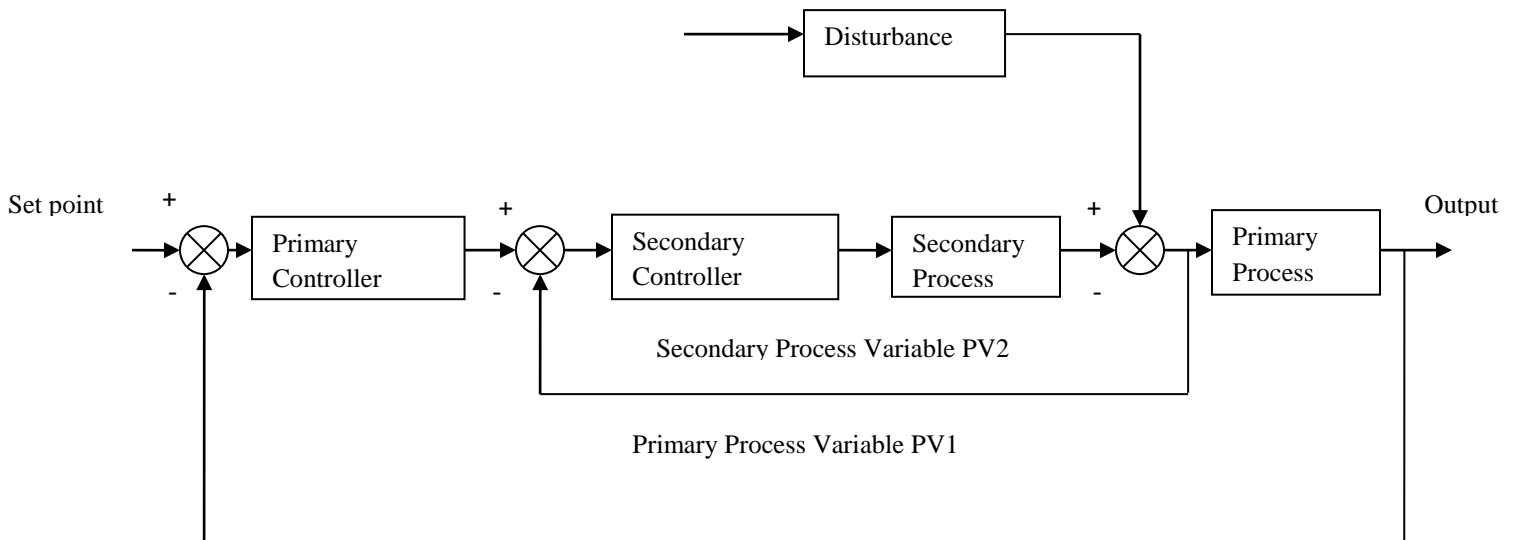 Disturbance
Set point
+
-
Primary
Controller
+
-
Secondary
Controller
Secondary
Process
+
-
Primary
Process
Output
Secondary Process Variable PV2
Primary Process Variable PV1